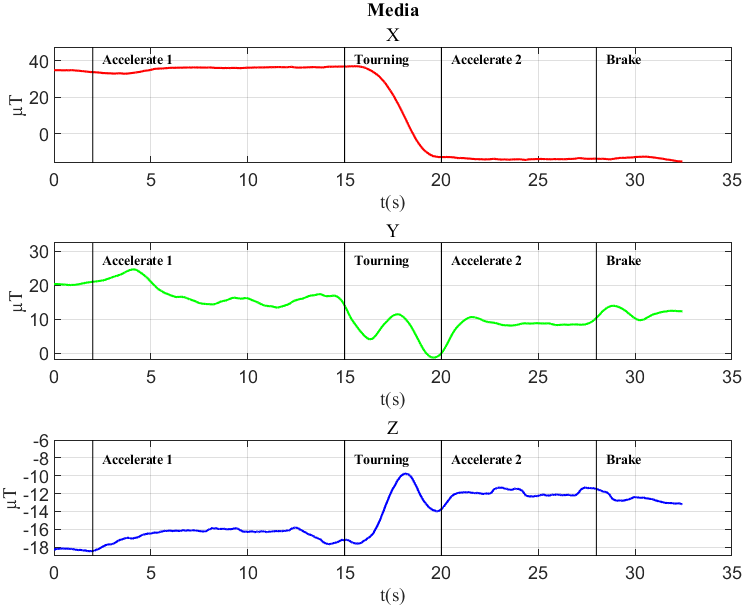 Media
X
Accelerate 1 Tourning Accelerate 2 Brake
40
20
0
μT
0 5 10 15 20 25 30 35
t(s)
Y
Accelerate 1 Tourning Accelerate 2 Brake
30
20
10
0
μT
0 5 10 15 20 25 30 35
t(s)
Z
Accelerate 1 Tourning Accelerate 2 Brake
-6
-8
-10
-12
-14
-16
-18
μT
0 5 10 15 20 25 30 35
t(s)